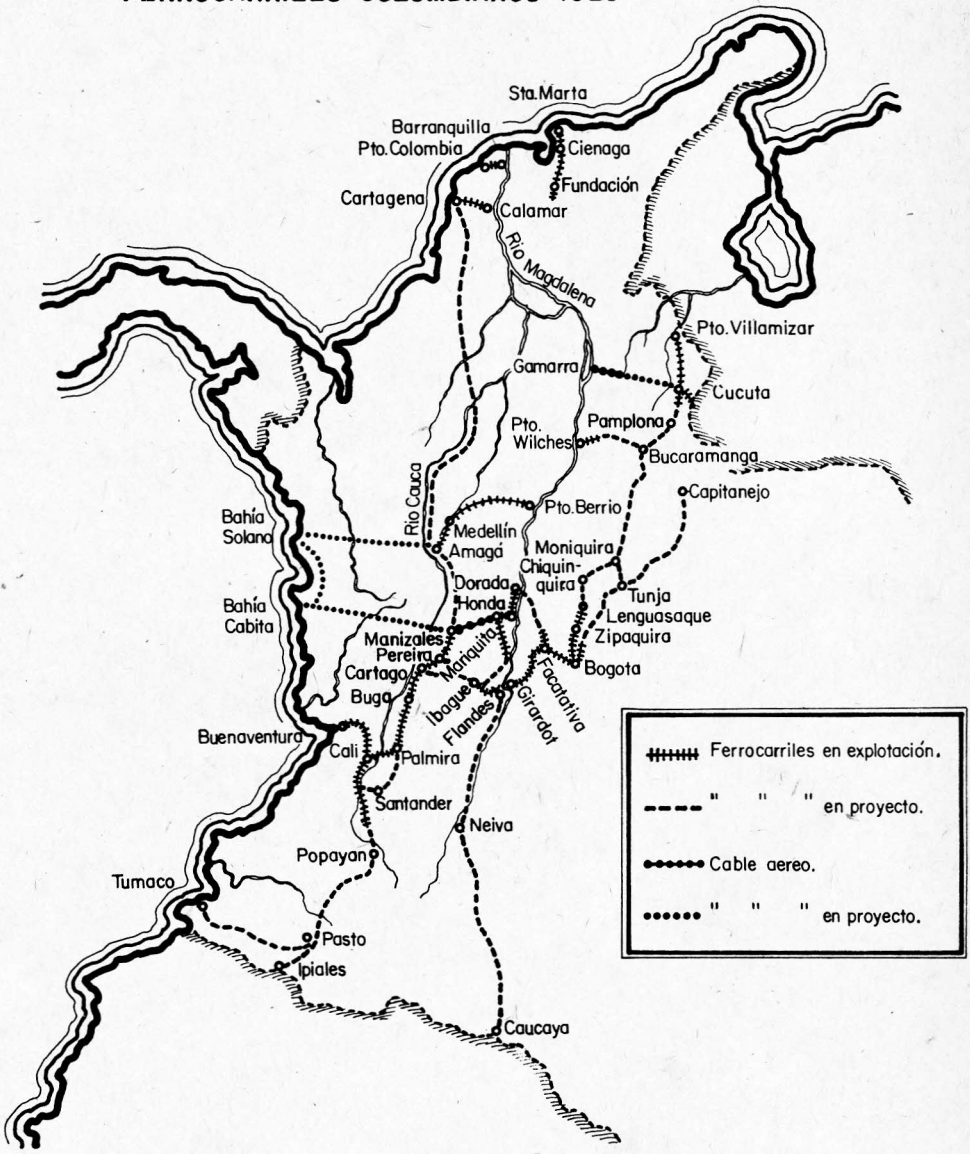 Sta. Marta
Barranquilla
Pto. Colombia
Cienaga
Fundación
Cartagena
Calamar
Rio Magdalena
Pto. Villamizar
Gamarra
Cucuta
Pto.
Wilches
Pamplona
Bucaramanga
Rio Cauca
Capitanejo
Pto. Berrio
Bahía
Solano
Medellín
Amagá
Moniquira
Chiquin-
quira
Dorada
Honda
Tunja
Lenguasaque
Zipaquira
Bahía
Cabita
Manizales
Pereira
Mariquita
Cartago
Bogota
Facatativa
Buga
Ibague
Flandes
Girardot
Buenaventura
Cali
Palmira
Santander
Neiva
Popayan
Tumaco
Pasto
Ipiales
Caucaya
Ferrocarriles en explotación.
" " " en proyecto.
Cable aereo.
" " " en proyecto.